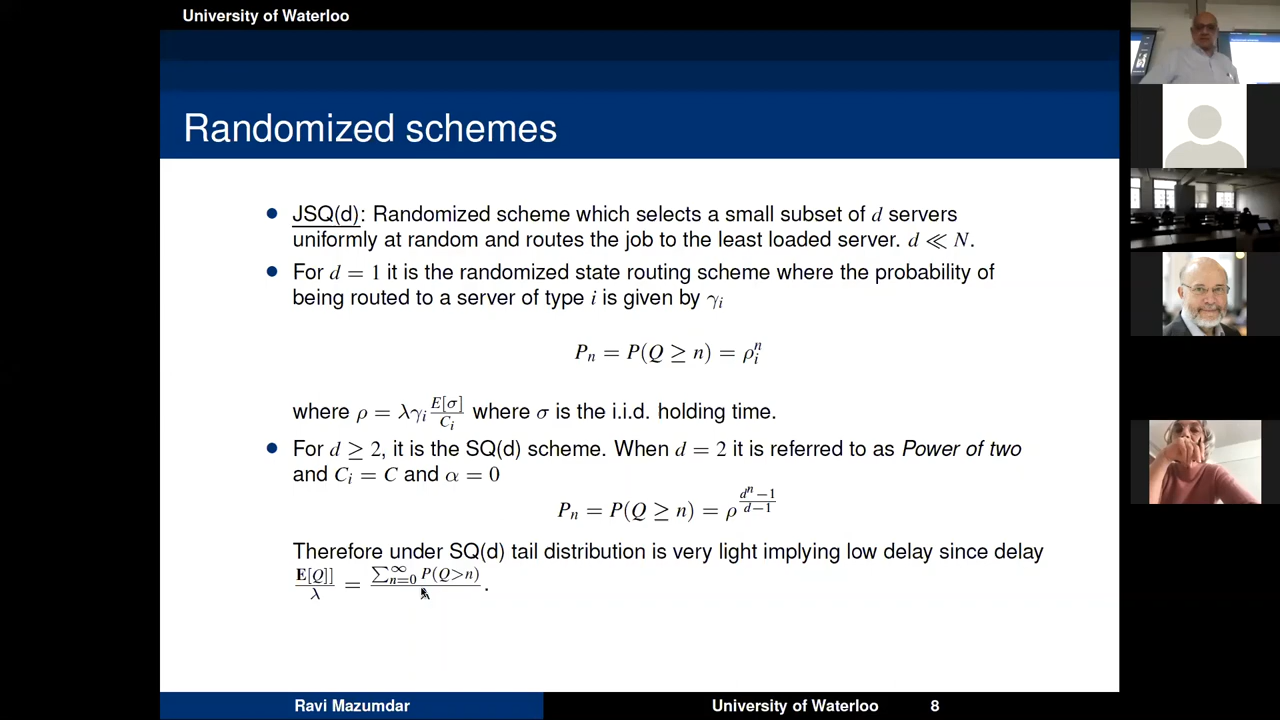 University of Waterloo
Randomized schemes
JSQ(d): Randomized scheme which selects a small subset of d servers
uniformly at random and routes the job to the least loaded server. d ≪ N.
For d = 1 it is the randomized state routing scheme where the probability of
being routed to a server of type i is given by γ_i
P_n = P(Q ≥ n) = ρ_i^n
where ρ = λγ_i E[σ]/C_i where σ is the i.i.d. holding time.
For d ≥ 2, it is the SQ(d) scheme. When d = 2 it is referred to as Power of two
and C_i = C and α = 0
P_n = P(Q ≥ n) = ρ^{(d^n−1)/(d−1)}
Therefore under SQ(d) tail distribution is very light implying low delay since delay
E[Q]]/λ = ∑_{n=0}^∞ P(Q>n)/λ.
Ravi Mazumdar University of Waterloo 8